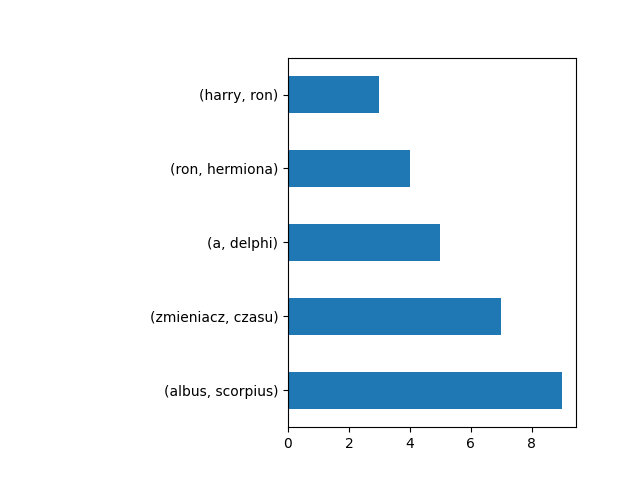 (harry, ron)
(ron, hermiona)
(a, delphi)
(zmieniacz, czasu)
(albus, scorpius)
0 2 4 6 8